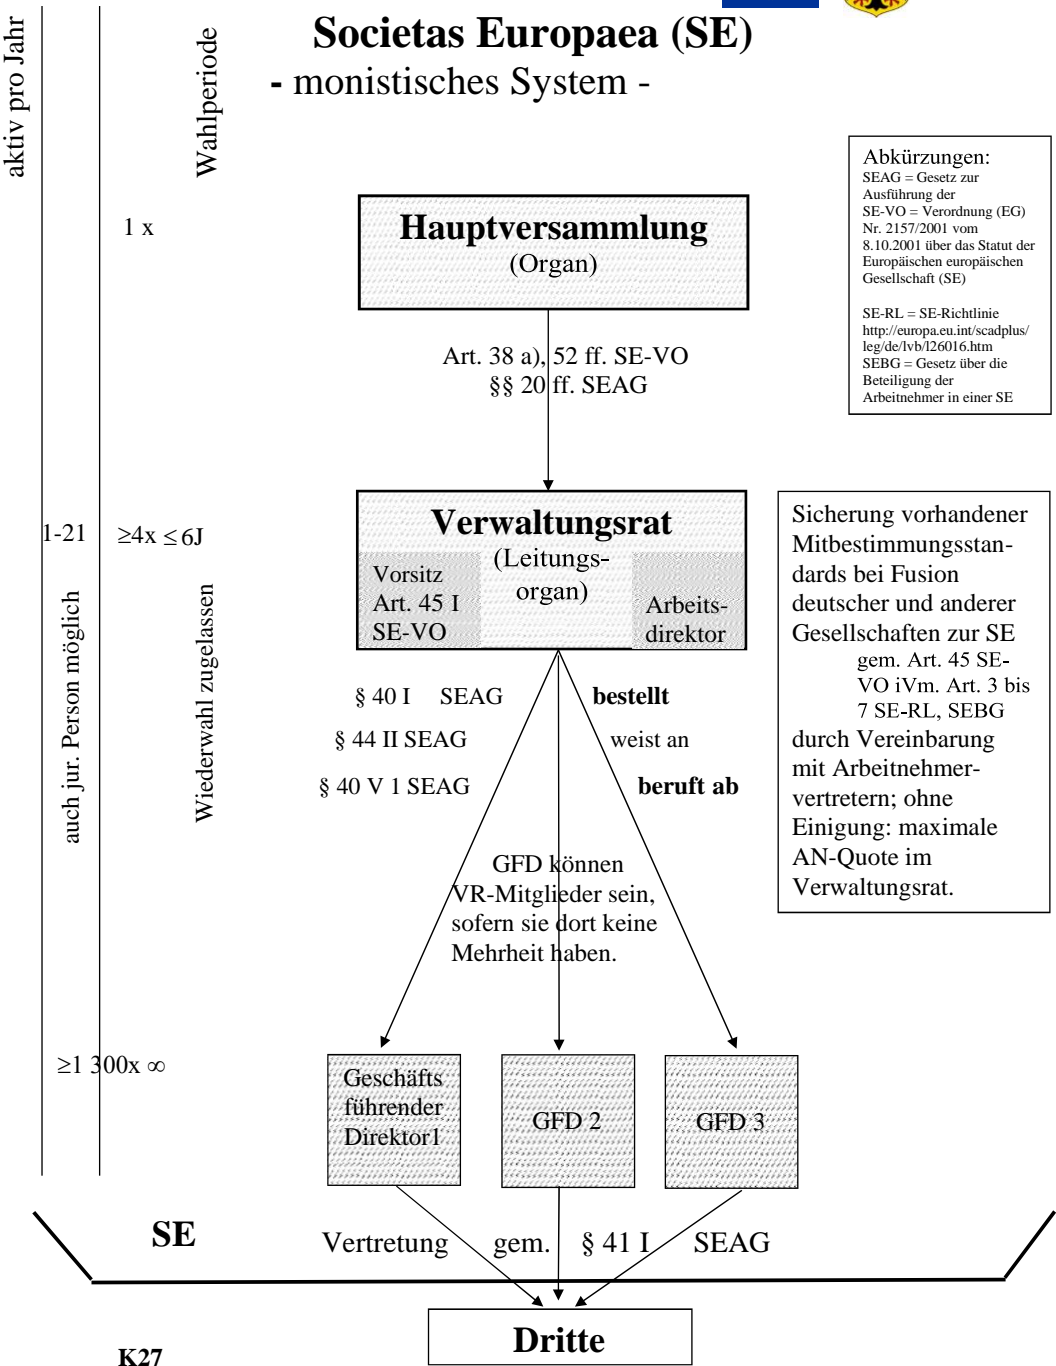 aktiv pro Jahr
Wahlperiode
Societas Europaea (SE)
- monistisches System -
Abkürzungen:
SEAG = Gesetz zur
Ausführung der
SE-VO = Verordnung (EG)
Nr. 2157/2001 vom
8.10.2001 über das Statut der
Europäischen europäischen
Gesellschaft (SE)
SE-RL = SE-Richtlinie
http://europa.eu.int/scadplus/
leg/de/lvb/l26016.htm
SEBG = Gesetz über die
Beteiligung der
Arbeitnehmer in einer SE
1 x
Hauptversammlung
(Organ)
Art. 38 a), 52 ff. SE-VO
§§ 20 ff. SEAG
1-21 ≥4x ≤ 6J
auch jur. Person möglich
Wiederwahl zugelassen
Verwaltungsrat
(Leitungs-
organ)
Vorsitz
Art. 45 I
SE-VO
Arbeits-
direktor
Sicherung vorhandener
Mitbestimmungsstan-
dards bei Fusion
deutscher und anderer
Gesellschaften zur SE
gem. Art. 45 SE-
VO iVm. Art. 3 bis
7 SE-RL, SEBG
durch Vereinbarung
mit Arbeitnehmer-
vertretern; ohne
Einigung: maximale
AN-Quote im
Verwaltungsrat.
§ 40 I SEAG bestellt
§ 44 II SEAG weist an
§ 40 V 1 SEAG beruft ab
GFD können
VR-Mitglieder sein,
sofern sie dort keine
Mehrheit haben.
≥1 300x ∞
Geschäfts
führender
Direktor1
GFD 2
GFD 3
SE
Vertretung gem. § 41 I SEAG
Dritte
K27